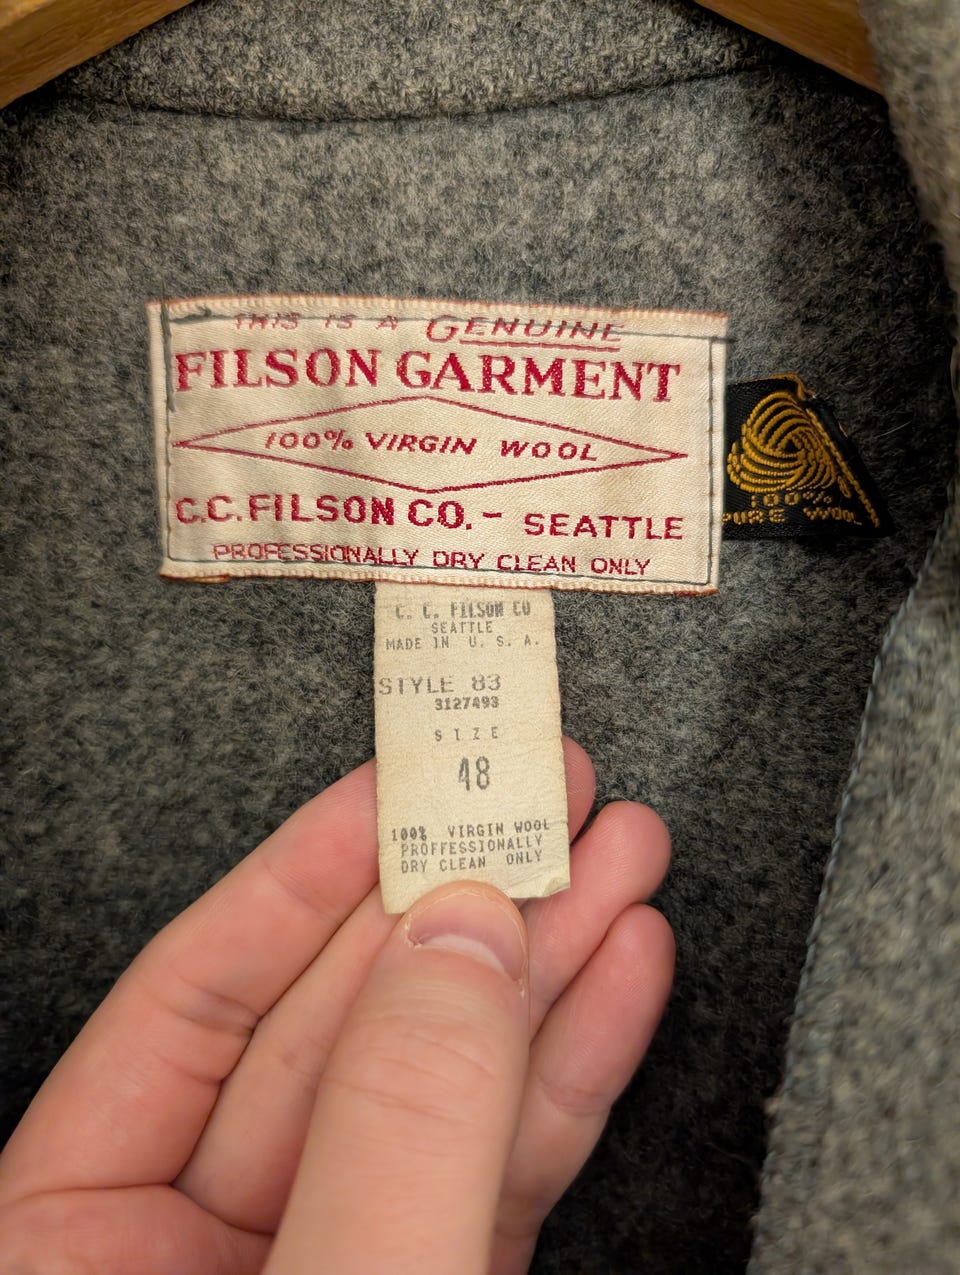 THIS IS A GENUINE
FILSON GARMENT
100% VIRGIN WOOL
C.C. FILSON CO. - SEATTLE
PROFESSIONALLY DRY CLEAN ONLY
100%
PURE WOOL
C. C. FILSON CO
SEATTLE
MADE IN U. S. A.
STYLE 83
3127493
SIZE
48
100% VIRGIN WOOL
PROFFESSIONALLY
DRY CLEAN ONLY